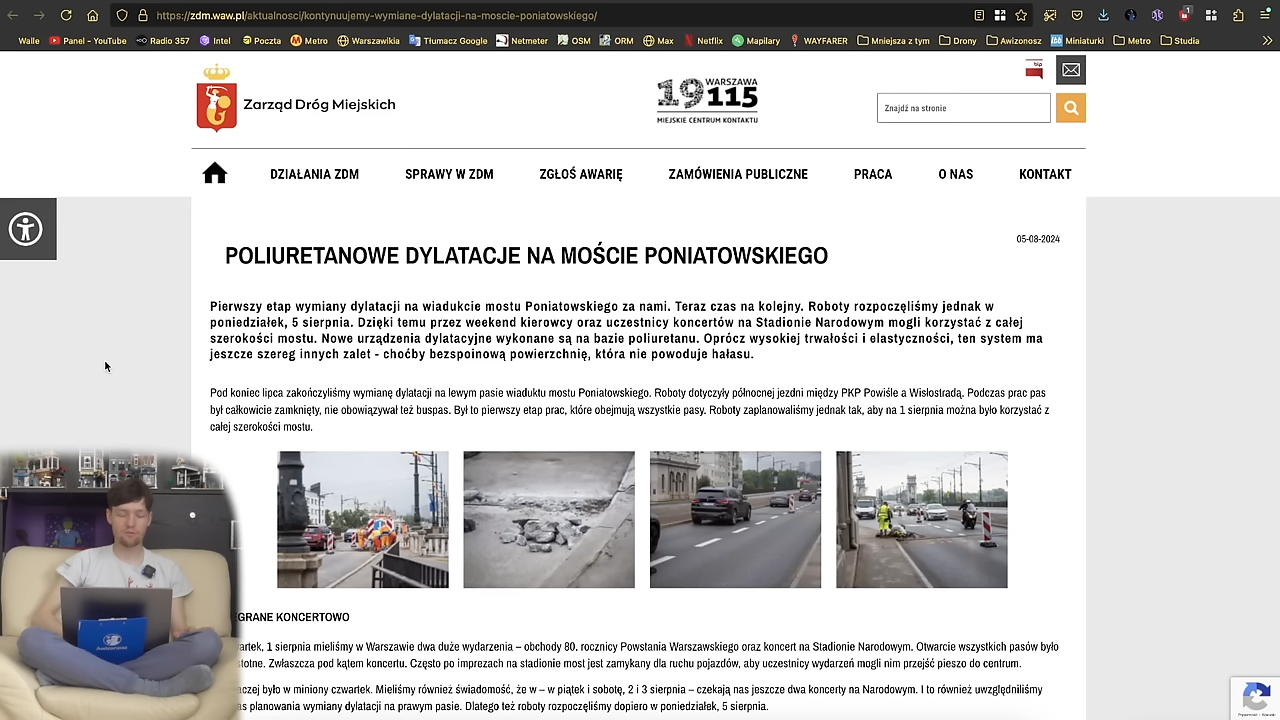 https://zdm.waw.pl/aktualnosci/kontynuujemy-wymiane-dylatacji-na-moscie-poniatowskiego/
Walle Panel - YouTube Radio 357 Intel Poczta Metro Warszawikia Tłumacz Google Netmeter OSM ORM Max Netflix Mapilary WAYFARER Mniejsza z tym Drony Awizonosz Miniaturki Metro Studia
bip
Zarząd Dróg Miejskich
19115 WARSZAWA
MIEJSKIE CENTRUM KONTAKTU
Znajdź na stronie
DZIAŁANIA ZDM SPRAWY W ZDM ZGŁOŚ AWARIĘ ZAMÓWIENIA PUBLICZNE PRACA O NAS KONTAKT
05-08-2024
POLIURETANOWE DYLATACJE NA MOŚCIE PONIATOWSKIEGO
Pierwszy etap wymiany dylatacji na wiadukcie mostu Poniatowskiego za nami. Teraz czas na kolejny. Roboty rozpoczęliśmy jednak w
poniedziałek, 5 sierpnia. Dzięki temu przez weekend kierowcy oraz uczestnicy koncertów na Stadionie Narodowym mogli korzystać z całej
szerokości mostu. Nowe urządzenia dylatacyjne wykonane są na bazie poliuretanu. Oprócz wysokiej trwałości i elastyczności, ten system ma
jeszcze szereg innych zalet - choćby bezspoinową powierzchnię, która nie powoduje hałasu.
Pod koniec lipca zakończyliśmy wymianę dylatacji na lewym pasie wiaduktu mostu Poniatowskiego. Roboty dotyczyły północnej jezdni między PKP Powiśle a Wisłostradą. Podczas prac pas
był całkowicie zamknięty, nie obowiązywał też buspas. Był to pierwszy etap prac, które obejmują wszystkie pasy. Roboty zaplanowaliśmy jednak tak, aby na 1 sierpnia można było korzystać z
całej szerokości mostu.
GRANE KONCERTOWO
artek, 1 sierpnia mieliśmy w Warszawie dwa duże wydarzenia – obchody 80. rocznicy Powstania Warszawskiego oraz koncert na Stadionie Narodowym. Otwarcie wszystkich pasów było
totne. Zwłaszcza pod kątem koncertu. Często po imprezach na stadionie most jest zamykany dla ruchu pojazdów, aby uczestnicy wydarzeń mogli nim przejść pieszo do centrum.
aczej było w miniony czwartek. Mieliśmy również świadomość, że w – w piątek i sobotę, 2 i 3 sierpnia – czekają nas jeszcze dwa koncerty na Narodowym. I to również uwzględniliśmy
as planowania wymiany dylatacji na prawym pasie. Dlatego też roboty rozpoczęliśmy dopiero w poniedziałek, 5 sierpnia.